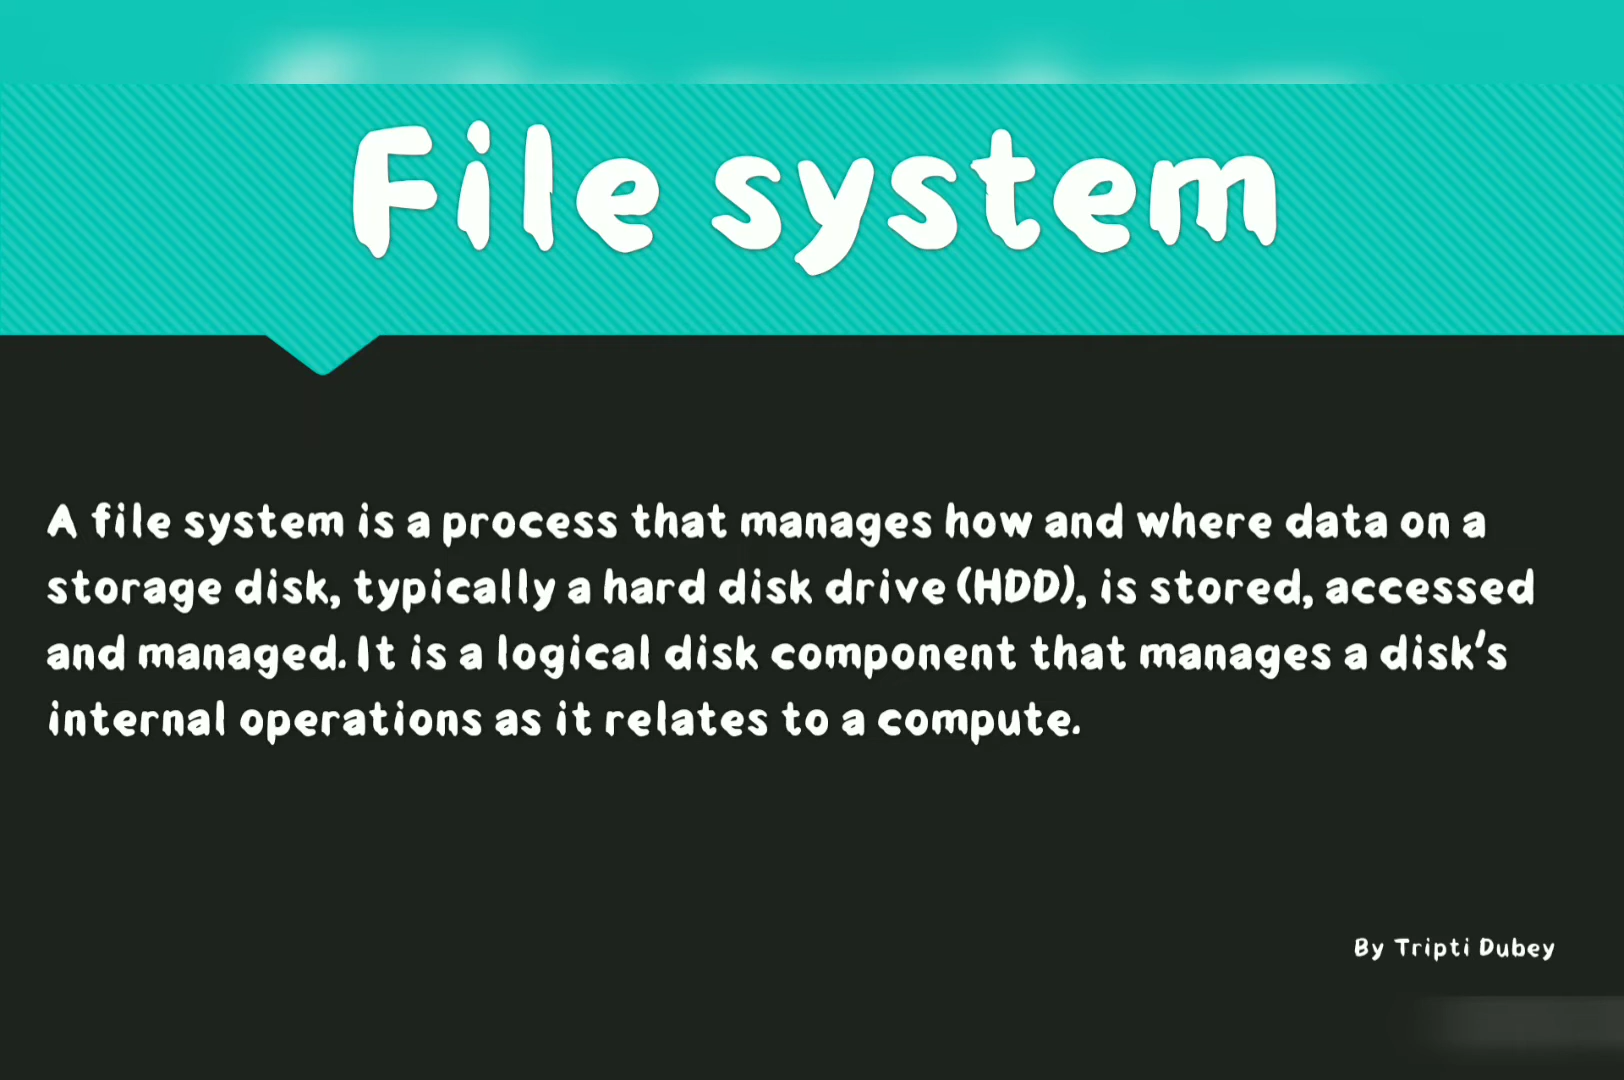 File system
A file system is a process that manages how and where data on a
storage disk, typically a hard disk drive (HDD), is stored, accessed
and managed. It is a logical disk component that manages a disk's
internal operations as it relates to a compute.
By Tripti Dubey